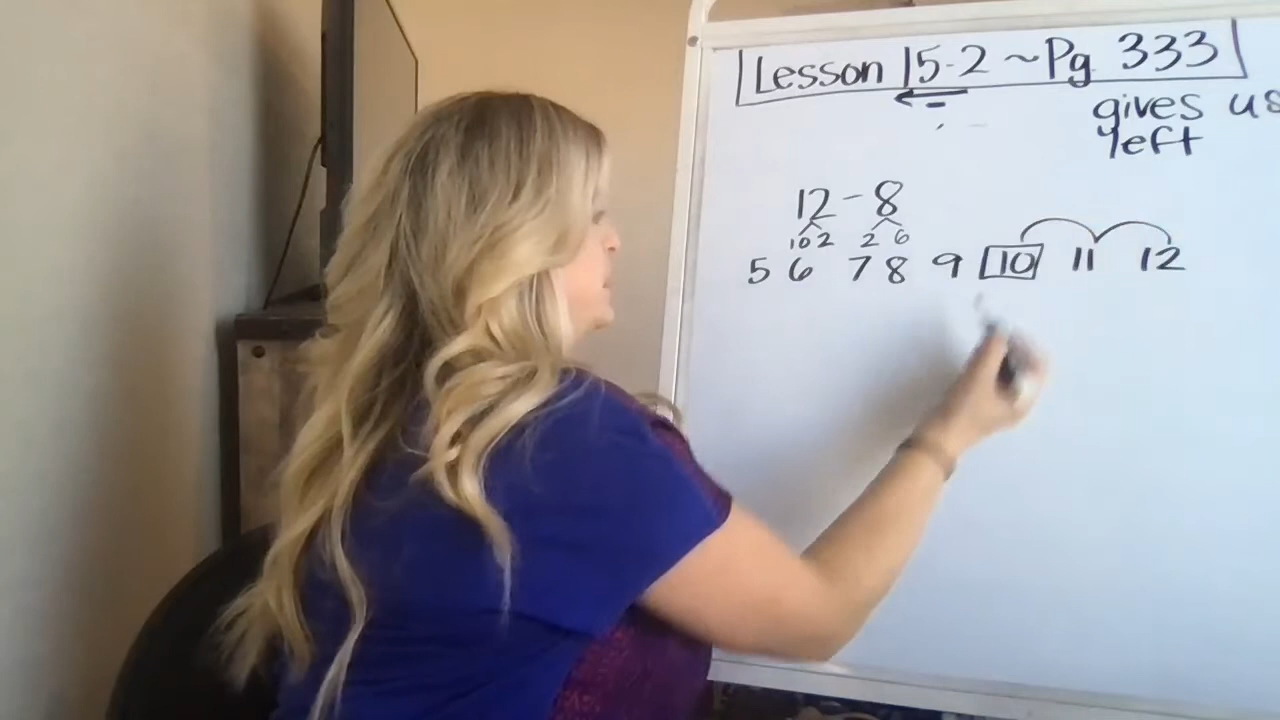 Lesson 15-2 ~ Pg 333
gives us
left
12 - 8
10 2 2 6
5 6 7 8 9 10 11 12